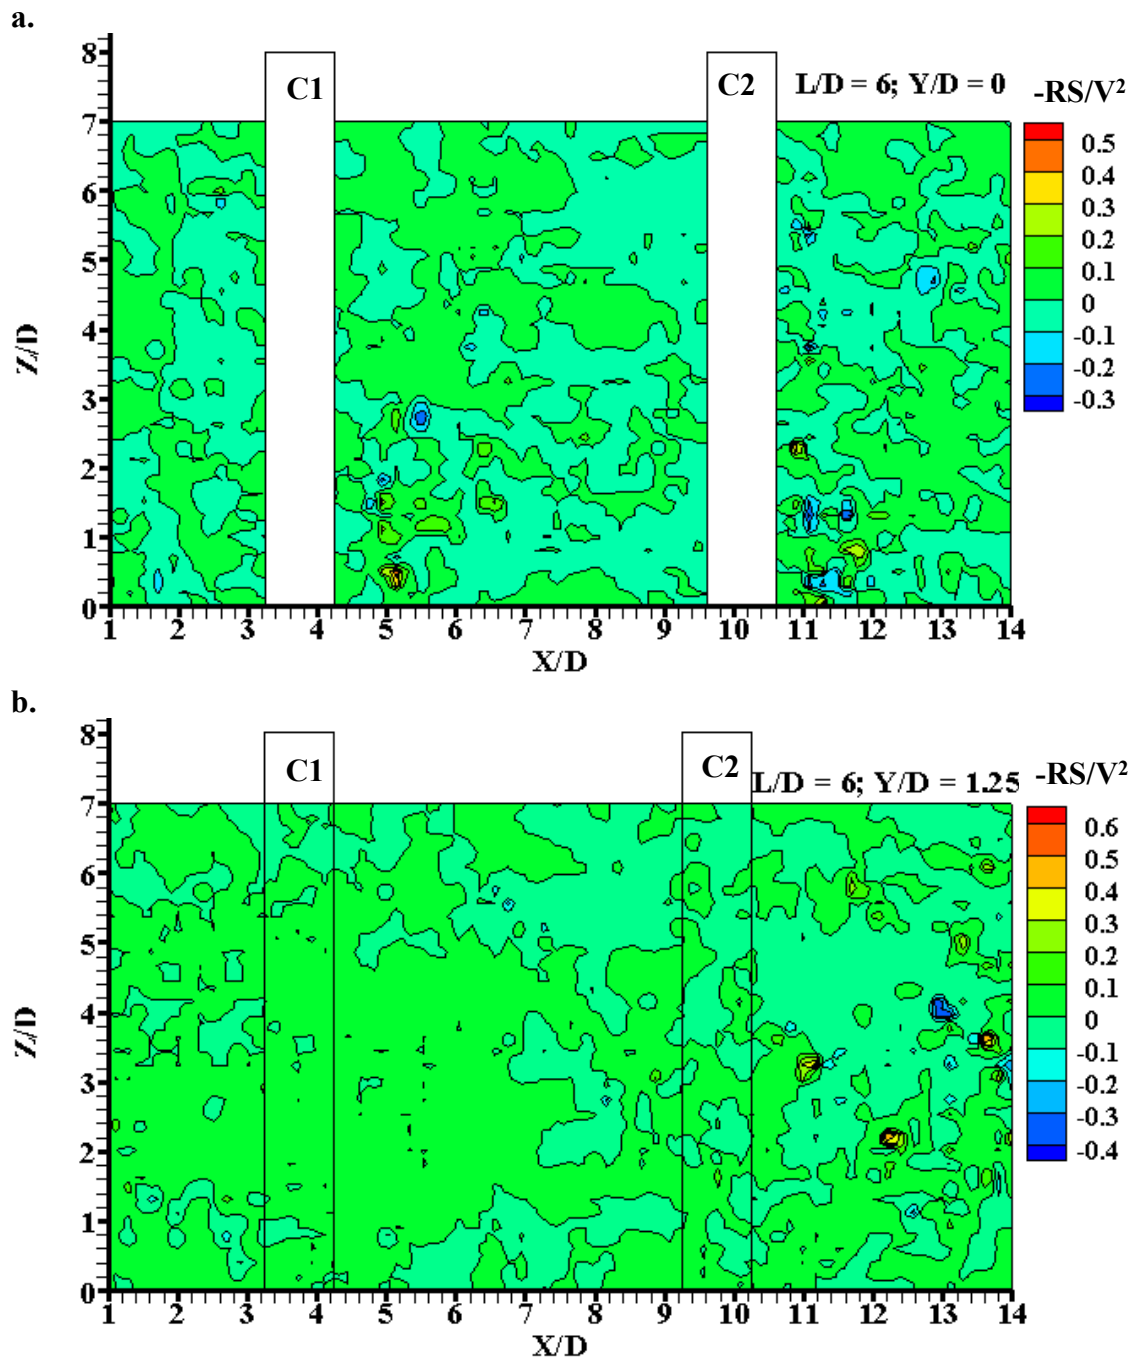 a.
C1
C2
L/D = 6; Y/D = 0
-RS/V²
8
7
6
5
4
3
2
1
0
Z/D
0.5
0.4
0.3
0.2
0.1
0
-0.1
-0.2
-0.3
1 2 3 4 5 6 7 8 9 10 11 12 13 14
X/D
b.
C1
C2
L/D = 6; Y/D = 1.25
-RS/V²
8
7
6
5
4
3
2
1
0
Z/D
0.6
0.5
0.4
0.3
0.2
0.1
0
-0.1
-0.2
-0.3
-0.4
1 2 3 4 5 6 7 8 9 10 11 12 13 14
X/D